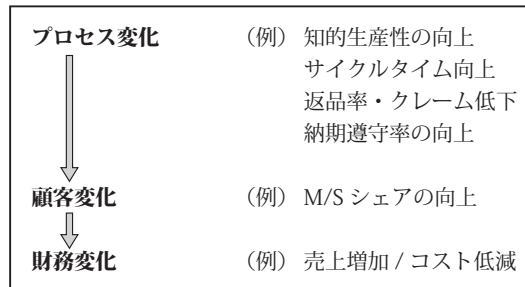 プロセス変化 （例） 知的生産性の向上
サイクルタイム向上
返品率・クレーム低下
納期遵守率の向上
顧客変化 （例） M/S シェアの向上
財務変化 （例） 売上増加 / コスト低減